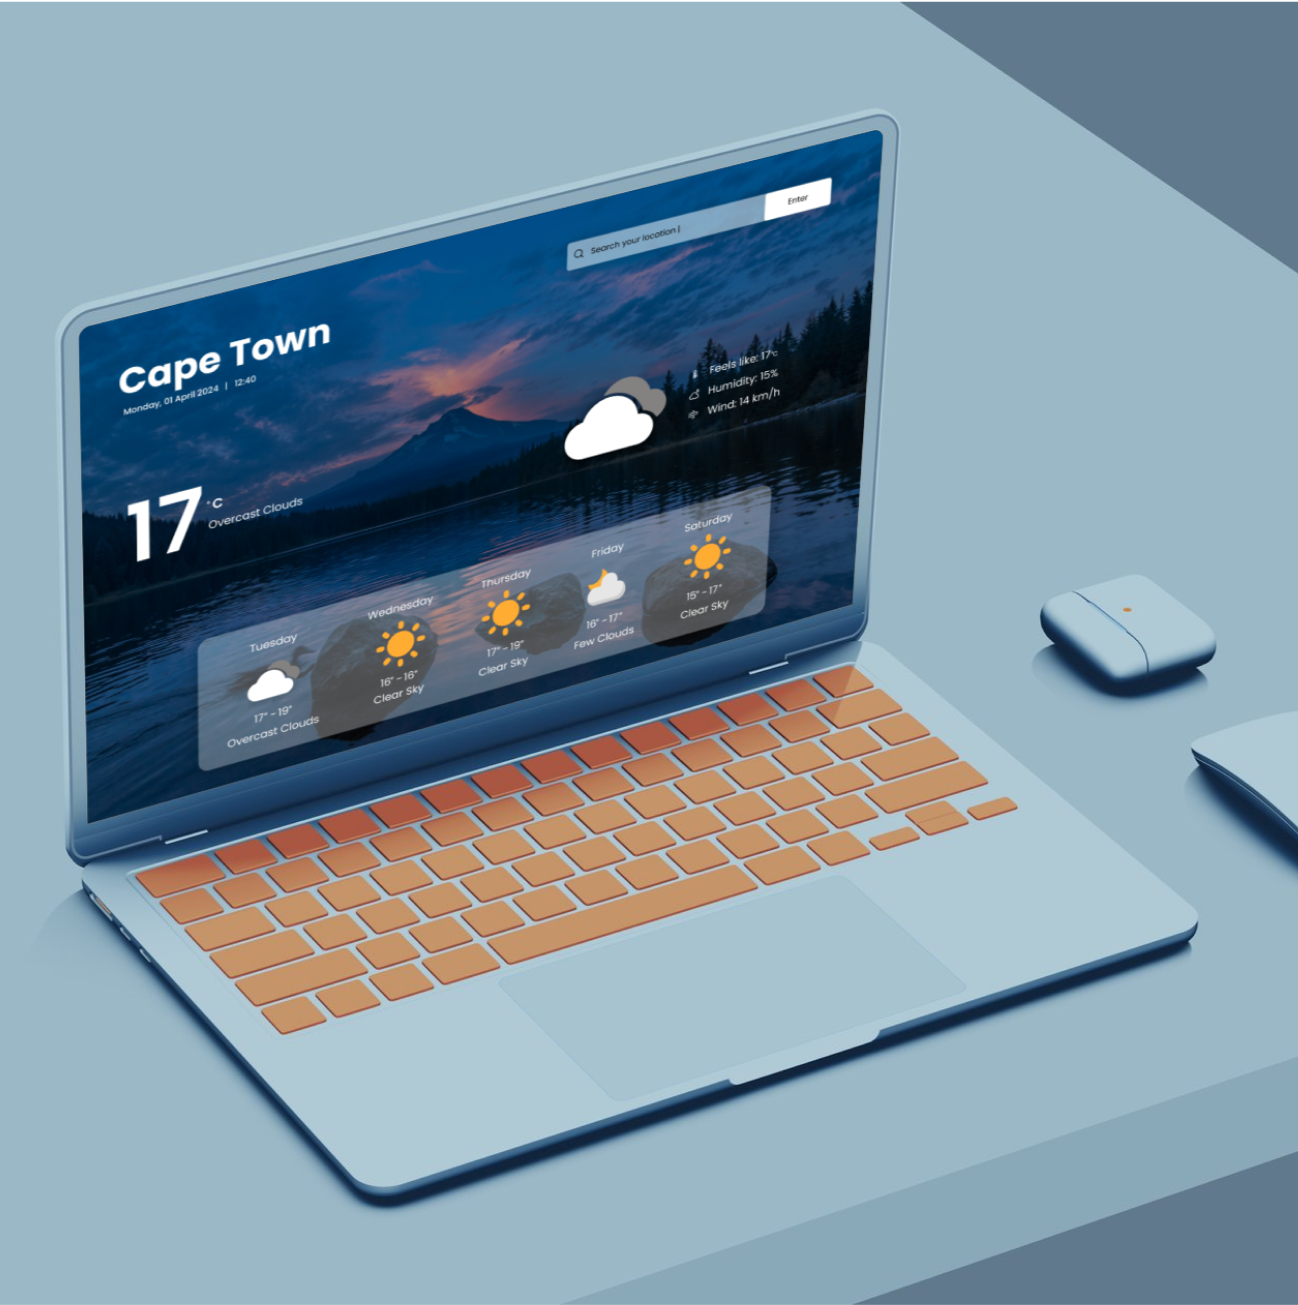 Search your location |
Enter
Cape Town
Monday, 01 April 2024 | 12:40
Feels like: 17°c
Humidity: 15%
Wind: 14 km/h
17 °C
Overcast Clouds
Tuesday
17° - 19°
Overcast Clouds
Wednesday
16° - 16°
Clear Sky
Thursday
17° - 19°
Clear Sky
Friday
16° - 17°
Few Clouds
Saturday
15° - 17°
Clear Sky